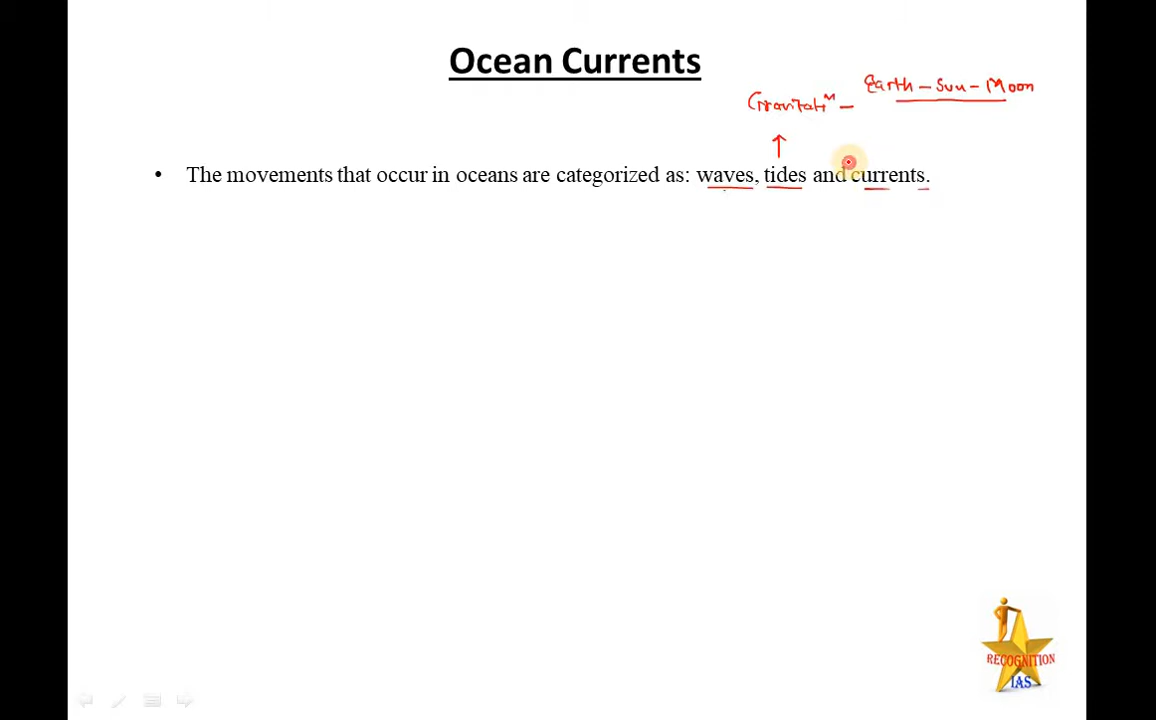 Ocean Currents
Earth - Sun - Moon
Gravitatn -
• The movements that occur in oceans are categorized as: waves, tides and currents.
RECOGNITION
IAS